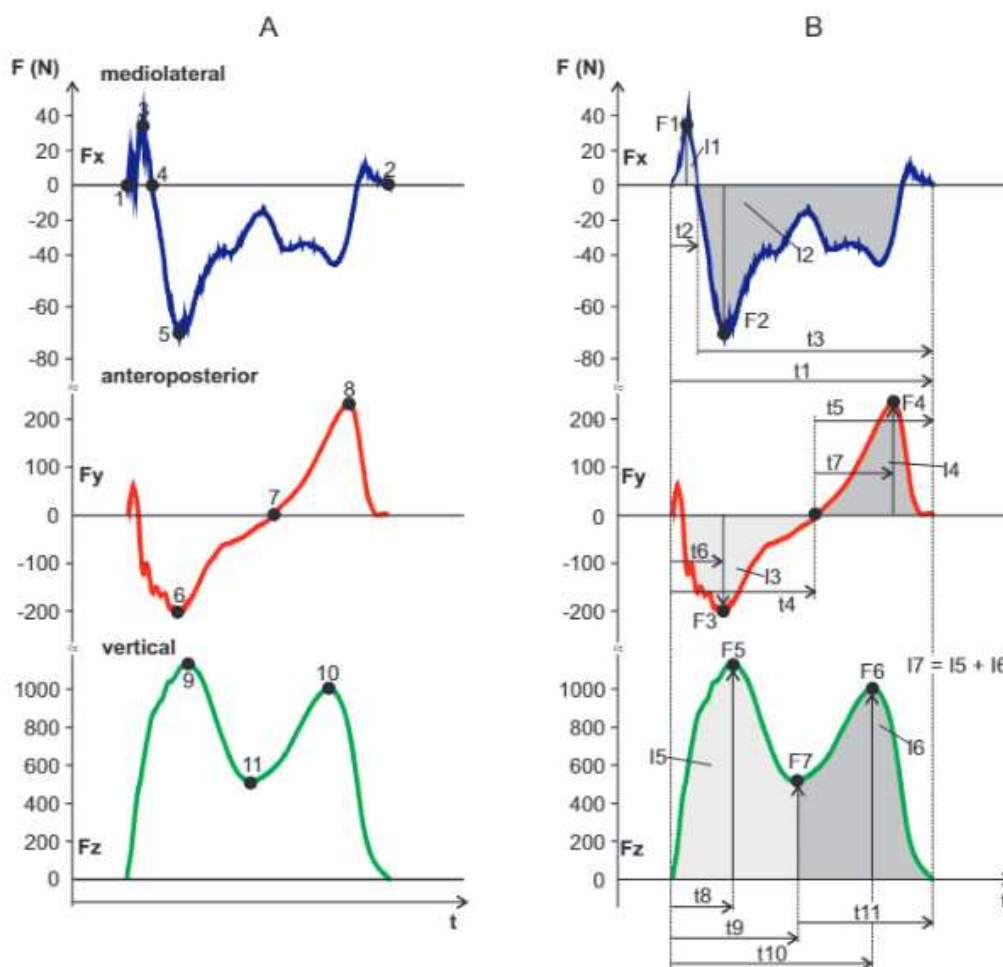 A
F (N)
mediolateral
40
20
0
-20
-40
-60
-80
Fx
1
2
3
4
5
anteroposterior
200
100
0
-100
-200
Fy
6
7
8
vertical
1000
800
600
400
200
0
Fz
9
10
11
t
B
F (N)
40
20
0
-20
-40
-60
-80
Fx
F1
I1
t2
I2
F2
t3
t1
200
100
0
-100
-200
Fy
t5
F4
t7
I4
t6
I3
t4
F3
1000
800
600
400
200
0
Fz
F5
F6
I7 = I5 + I6
I5
F7
I6
t
t8
t11
t9
t10